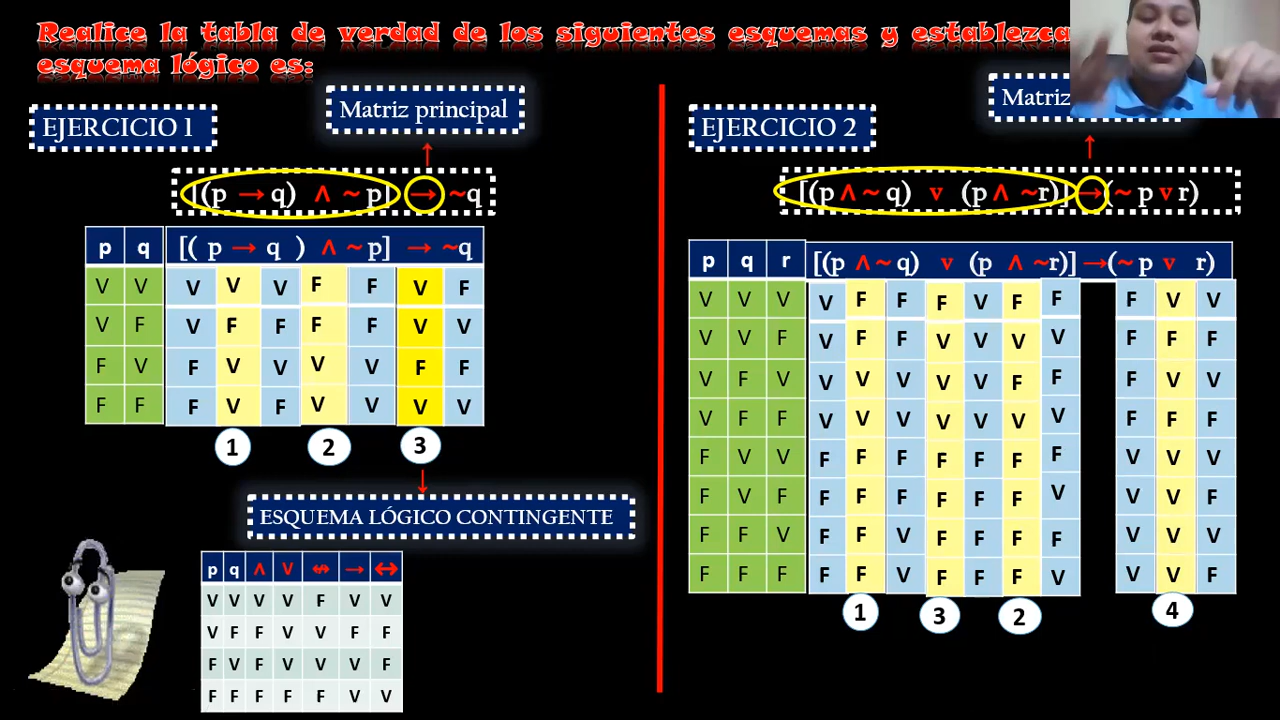 Realice la tabla de verdad de los siguientes esquemas y establezca
esquema lógico es:
EJERCICIO 1
Matriz principal
[(p → q) ∧ ~ p] → ~q
p q [( p → q ) ∧ ~ p] → ~q
V V V V V F F V F
V F V F F F F V V
F V F V V V V F F
F F F V F V V V V
1 2 3
ESQUEMA LÓGICO CONTINGENTE
p q ∧ V ↮ → ↔
V V V V F V V
V F F V V F F
F V F V V V F
F F F F F V V
EJERCICIO 2
Matriz
[(p ∧ ~ q) v (p ∧ ~r)] → (~ p v r)
p q r [(p ∧ ~ q) v (p ∧ ~r)] → (~ p v r)
V V V V F F F V F F F V V
V V F V F F V V V V F F F
V F V V V V V V F F F V V
V F F V V V V V V V F F F
F V V F F F F F F F V V V
F V F F F F F F F V V V F
F F V F F V F F F F V V V
F F F F F V F F F V V V F
1 3 2 4